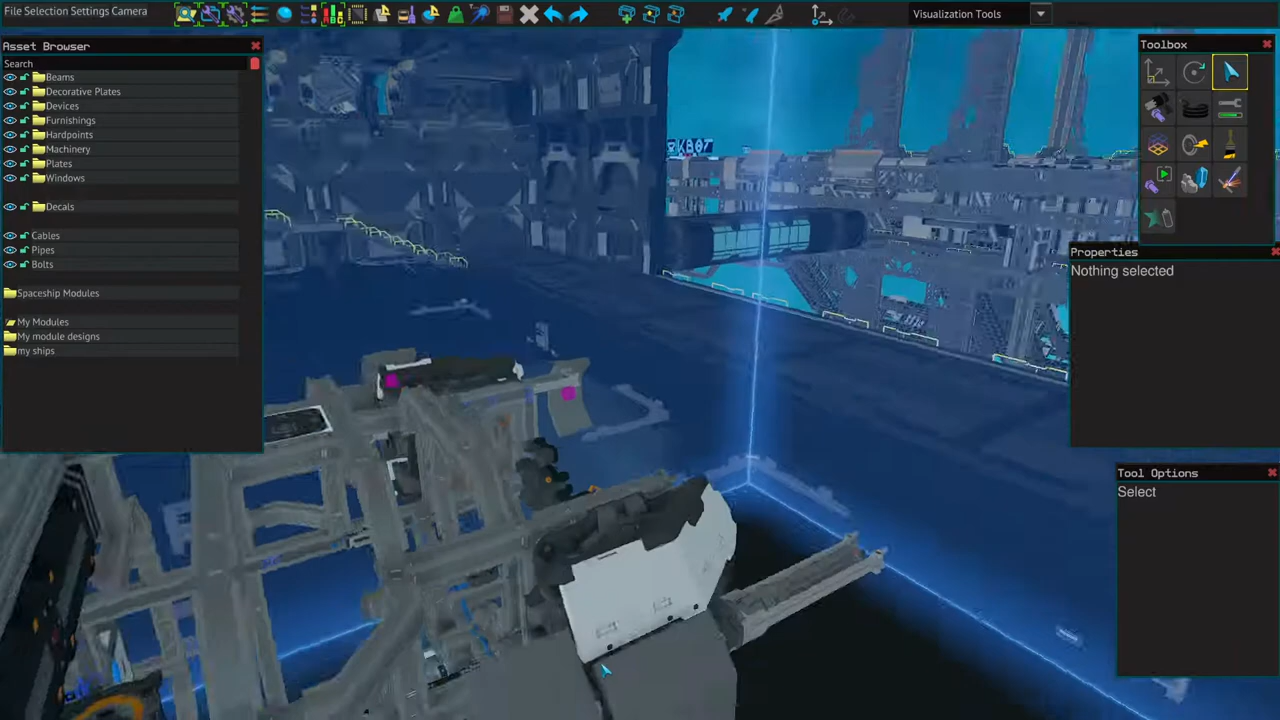 File Selection Settings Camera
Visualization Tools
Asset Browser
Search
Beams
Decorative Plates
Devices
Furnishings
Hardpoints
Machinery
Plates
Windows
Decals
Cables
Pipes
Bolts
Spaceship Modules
My Modules
My module designs
my ships
Toolbox
Properties
Nothing selected
Tool Options
Select